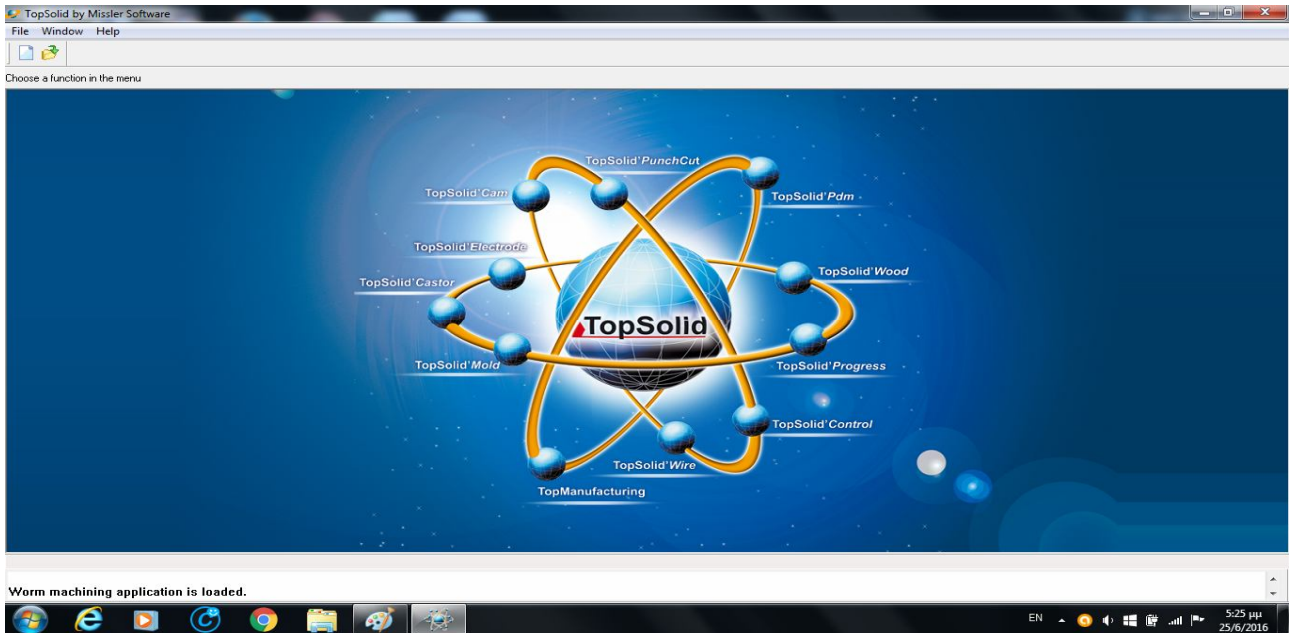 TopSolid by Missler Software
File Window Help
Choose a function in the menu
TopSolid'PunchCut
TopSolid'Cam
TopSolid'Pdm
TopSolid'Electrode
TopSolid'Wood
TopSolid'Castor
TopSolid
TopSolid'Mold
TopSolid'Progress
TopSolid'Control
TopSolid'Wire
TopManufacturing
Worm machining application is loaded.
EN
5:25 μμ
25/6/2016